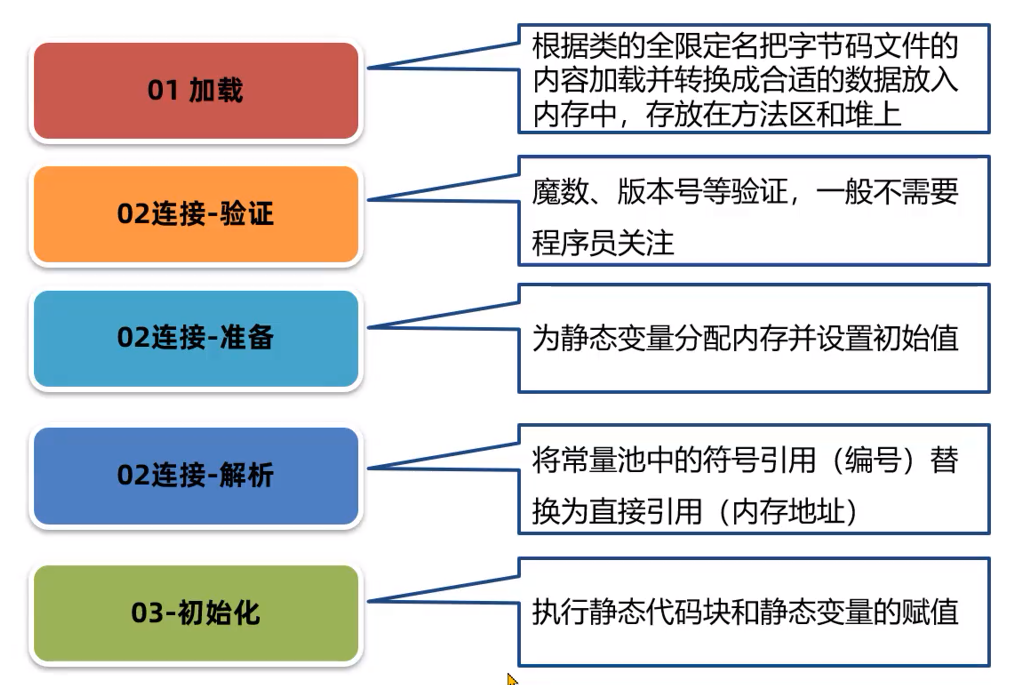 01 加载
根据类的全限定名把字节码文件的
内容加载并转换成合适的数据放入
内存中，存放在方法区和堆上
02连接-验证
魔数、版本号等验证，一般不需要
程序员关注
02连接-准备
为静态变量分配内存并设置初始值
02连接-解析
将常量池中的符号引用（编号）替
换为直接引用（内存地址）
03-初始化
执行静态代码块和静态变量的赋值